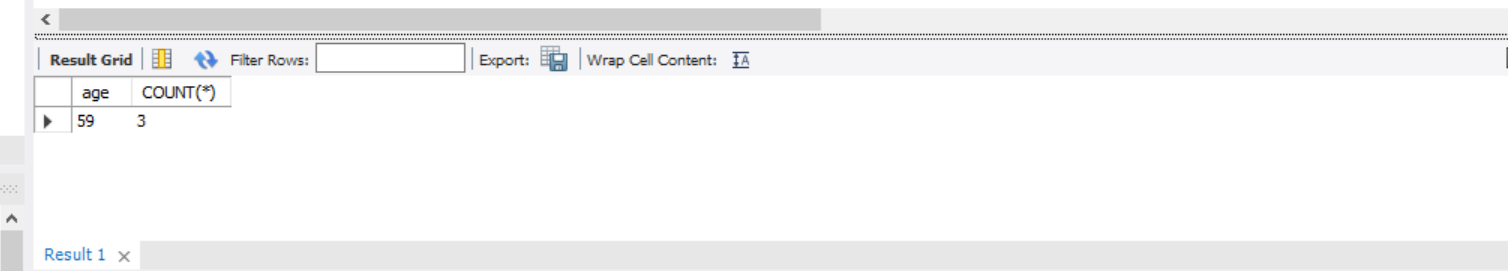 Result Grid Filter Rows: Export: Wrap Cell Content:
age COUNT(*)
59 3
Result 1